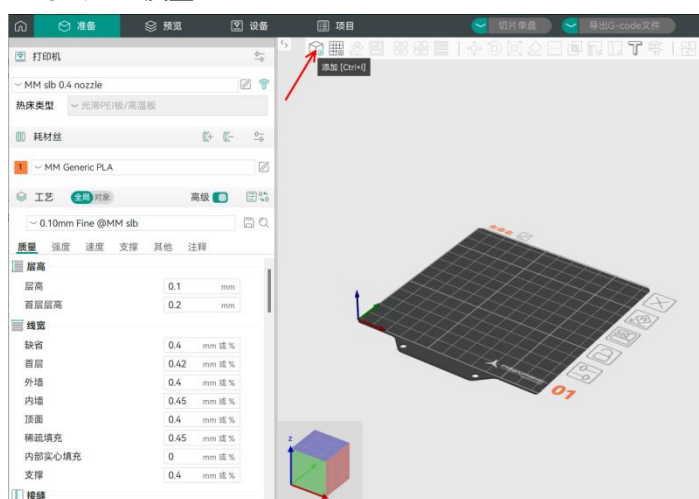 准备 预览 设备 项目 切片单盘 导出G-code文件
打印机
添加 [Ctrl+I]
MM slb 0.4 nozzle
热床类型 光滑PEI板/高温板
耗材丝
1 MM Generic PLA
工艺 全局 对象 高级
0.10mm Fine @MM slb
质量 强度 速度 支撑 其他 注释
层高
层高 0.1 mm
首层层高 0.2 mm
线宽
缺省 0.4 mm 或 %
首层 0.42 mm 或 %
外墙 0.4 mm 或 %
内墙 0.45 mm 或 %
顶面 0.4 mm 或 %
稀疏填充 0.45 mm 或 %
内部实心填充 0 mm 或 %
支撑 0.4 mm 或 %
接缝
01
z